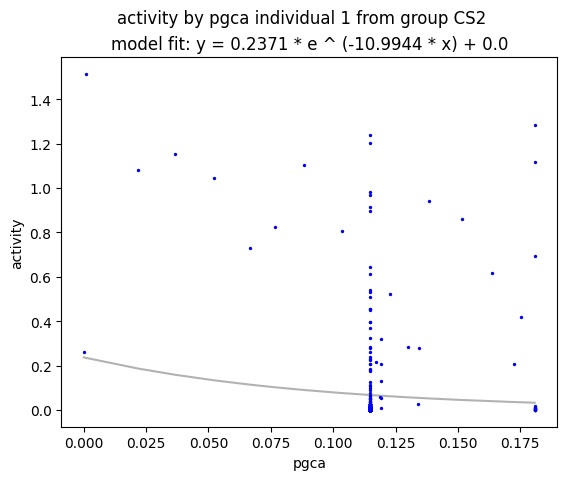 activity by pgca individual 1 from group CS2
model fit: y = 0.2371 * e ^ (-10.9944 * x) + 0.0
1.4
1.2
1.0
0.8
0.6
0.4
0.2
0.0
activity
0.000 0.025 0.050 0.075 0.100 0.125 0.150 0.175
pgca